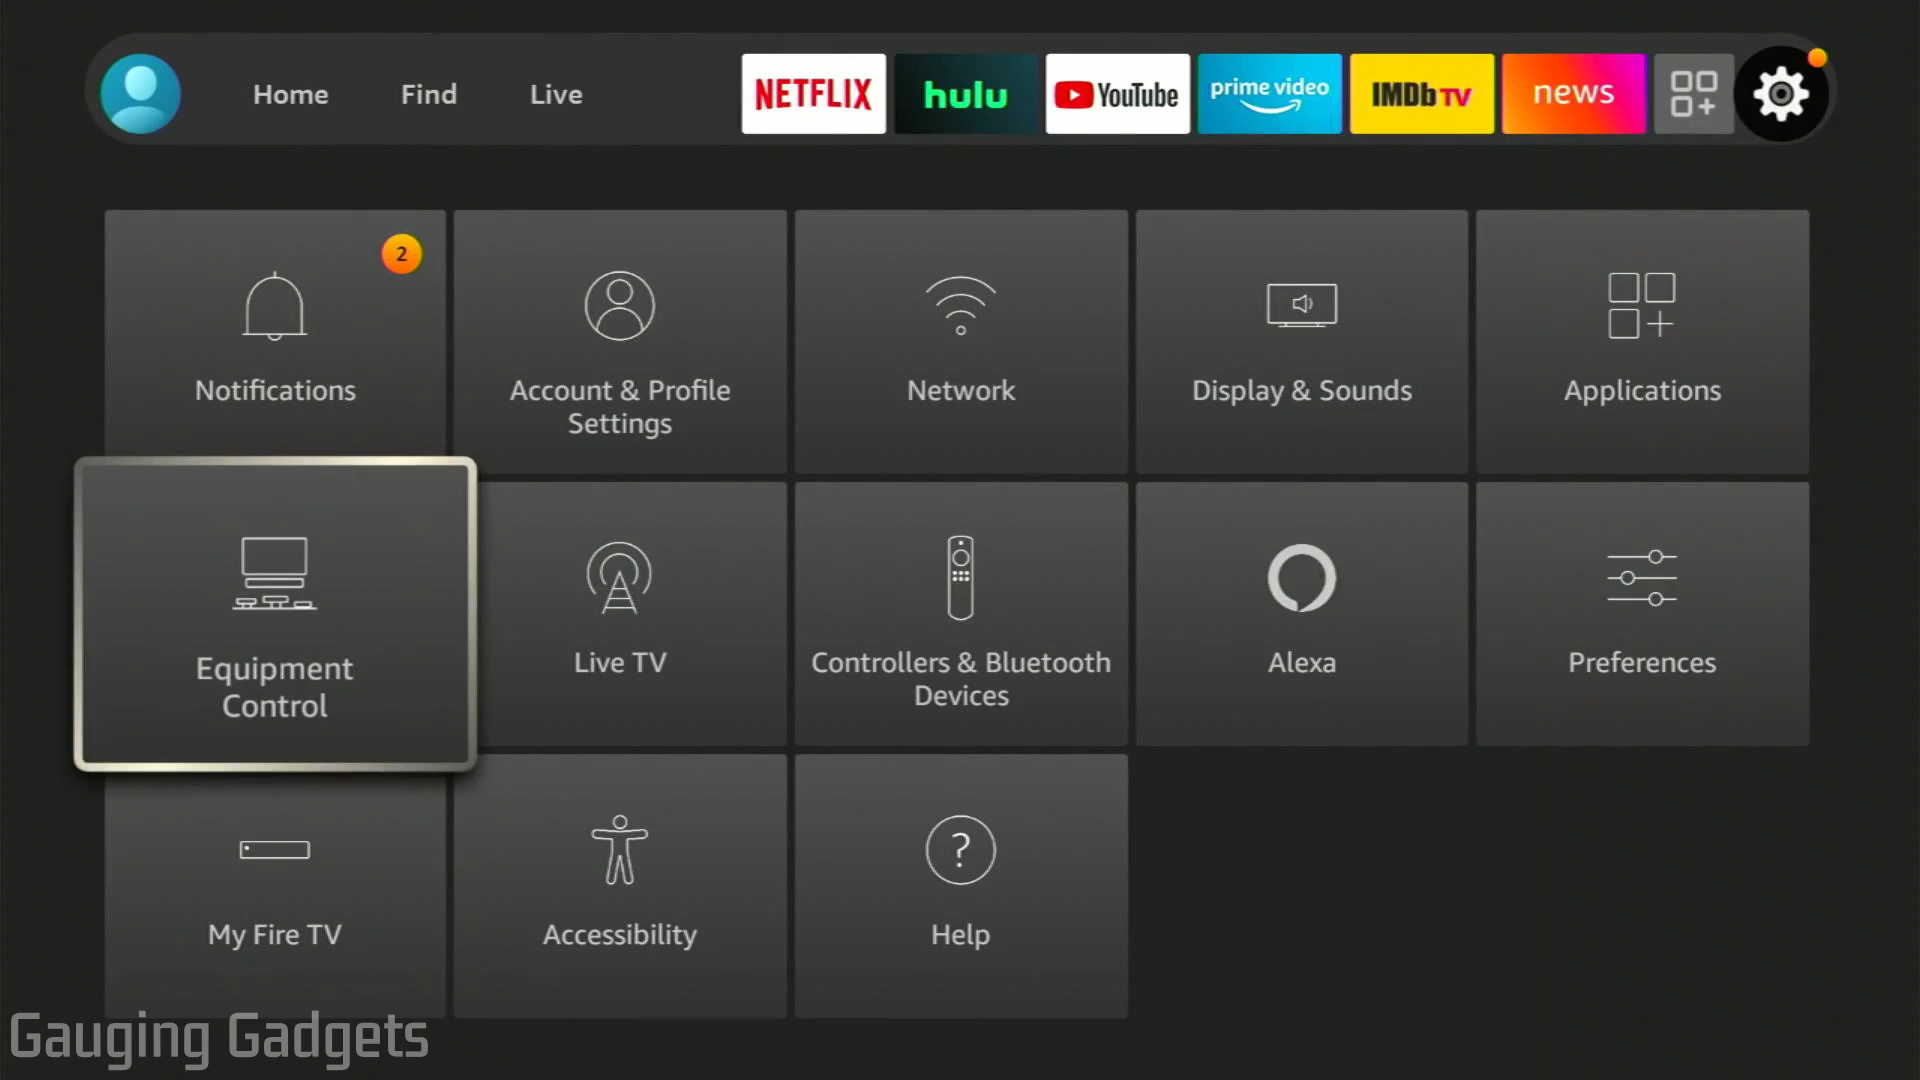 Home
Find
Live
NETFLIX
hulu
YouTube
prime video
IMDb TV
news
2
Notifications
Account & Profile
Settings
Network
Display & Sounds
Applications
Equipment
Control
Live TV
Controllers & Bluetooth
Devices
Alexa
Preferences
My Fire TV
Accessibility
?
Help
Gauging Gadgets